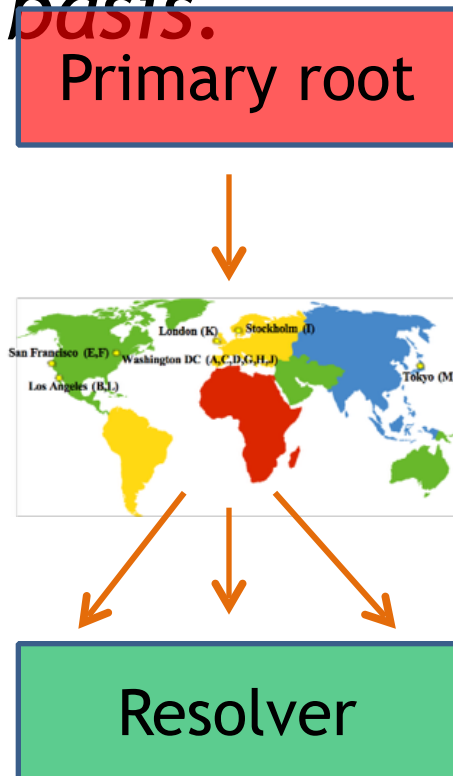 basis.
Primary root
London (K) Stockholm (I)
San Francisco (E,F) Washington DC (A,C,D,G,H,J)
Los Angeles (B,L) Tokyo (M
Resolver